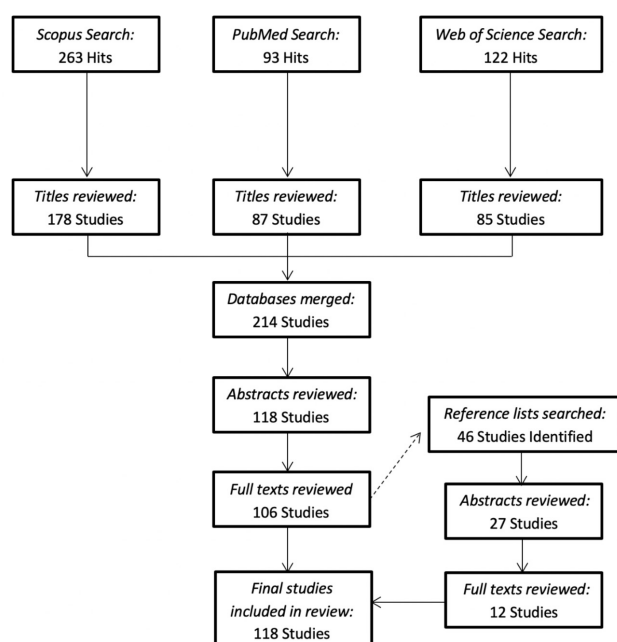 Scopus Search:
263 Hits
PubMed Search:
93 Hits
Web of Science Search:
122 Hits
Titles reviewed:
178 Studies
Titles reviewed:
87 Studies
Titles reviewed:
85 Studies
Databases merged:
214 Studies
Abstracts reviewed:
118 Studies
Reference lists searched:
46 Studies Identified
Full texts reviewed
106 Studies
Abstracts reviewed:
27 Studies
Final studies
included in review:
118 Studies
Full texts reviewed:
12 Studies